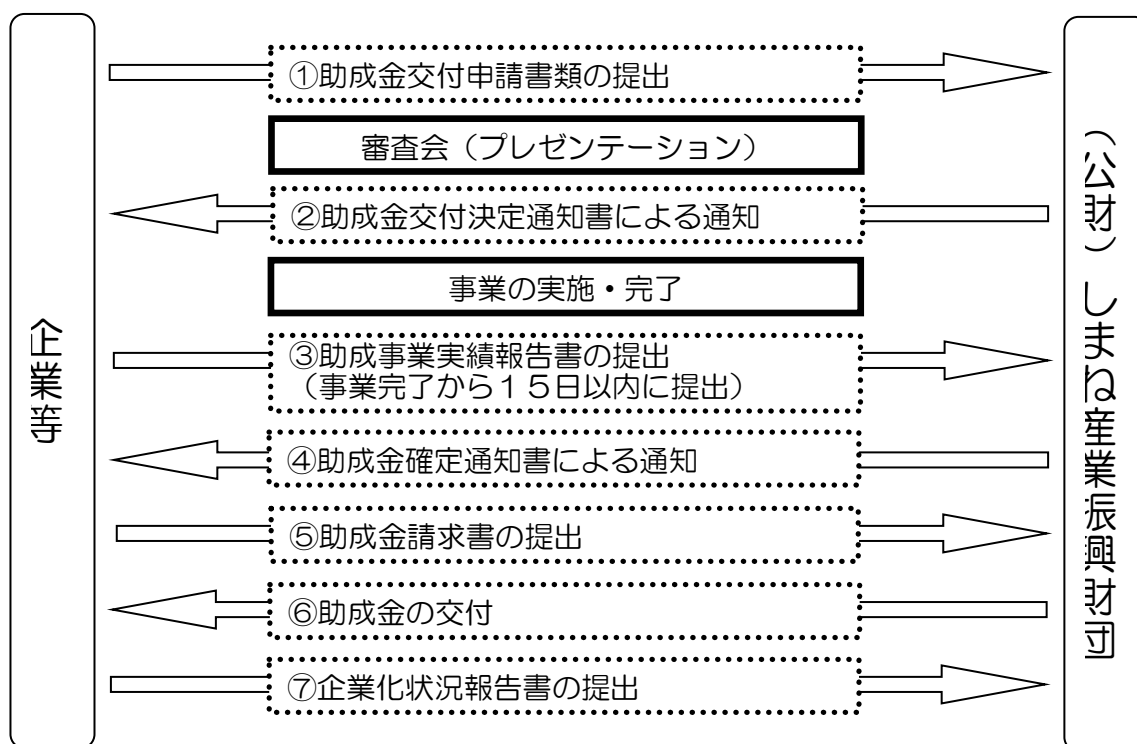 企業等
①助成金交付申請書類の提出
審査会（プレゼンテーション）
②助成金交付決定通知書による通知
事業の実施・完了
③助成事業実績報告書の提出
（事業完了から１５日以内に提出）
④助成金確定通知書による通知
⑤助成金請求書の提出
⑥助成金の交付
⑦企業化状況報告書の提出
（公財）しまね産業振興財団